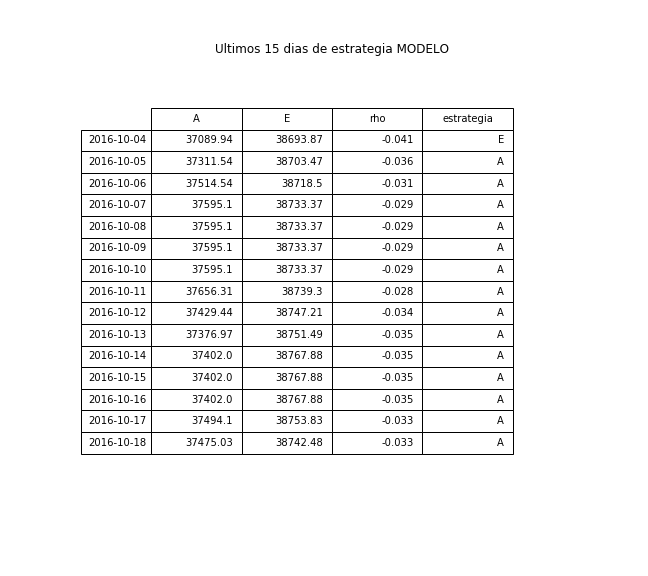 Ultimos 15 dias de estrategia MODELO
A E rho estrategia
2016-10-04 37089.94 38693.87 -0.041 E
2016-10-05 37311.54 38703.47 -0.036 A
2016-10-06 37514.54 38718.5 -0.031 A
2016-10-07 37595.1 38733.37 -0.029 A
2016-10-08 37595.1 38733.37 -0.029 A
2016-10-09 37595.1 38733.37 -0.029 A
2016-10-10 37595.1 38733.37 -0.029 A
2016-10-11 37656.31 38739.3 -0.028 A
2016-10-12 37429.44 38747.21 -0.034 A
2016-10-13 37376.97 38751.49 -0.035 A
2016-10-14 37402.0 38767.88 -0.035 A
2016-10-15 37402.0 38767.88 -0.035 A
2016-10-16 37402.0 38767.88 -0.035 A
2016-10-17 37494.1 38753.83 -0.033 A
2016-10-18 37475.03 38742.48 -0.033 A